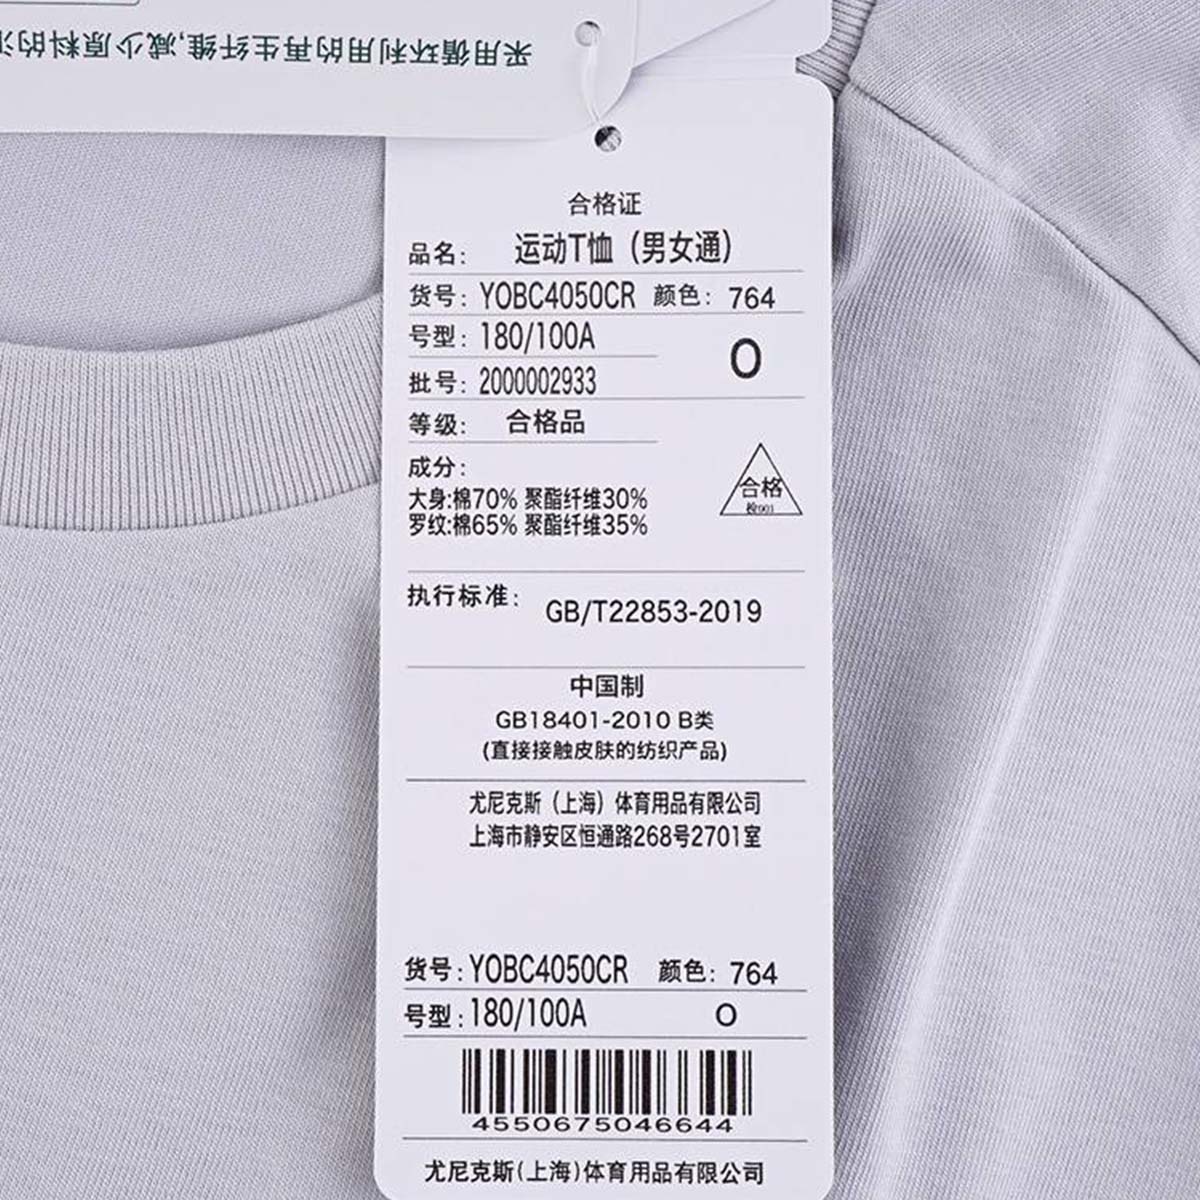 采用循环利用的再生纤维,减少原料的
合格证
品名: 运动T恤(男女通)
货号: YOBC4050CR 颜色: 764
号型: 180/100A
O
批号: 2000002933
等级: 合格品
成分:
大身:棉70% 聚酯纤维30%
罗纹:棉65% 聚酯纤维35%
合格
检901
执行标准: GB/T22853-2019
中国制
GB18401-2010 B类
(直接接触皮肤的纺织产品)
尤尼克斯(上海)体育用品有限公司
上海市静安区恒通路268号2701室
货号: YOBC4050CR 颜色: 764
号型: 180/100A O
4550675046644
尤尼克斯(上海)体育用品有限公司